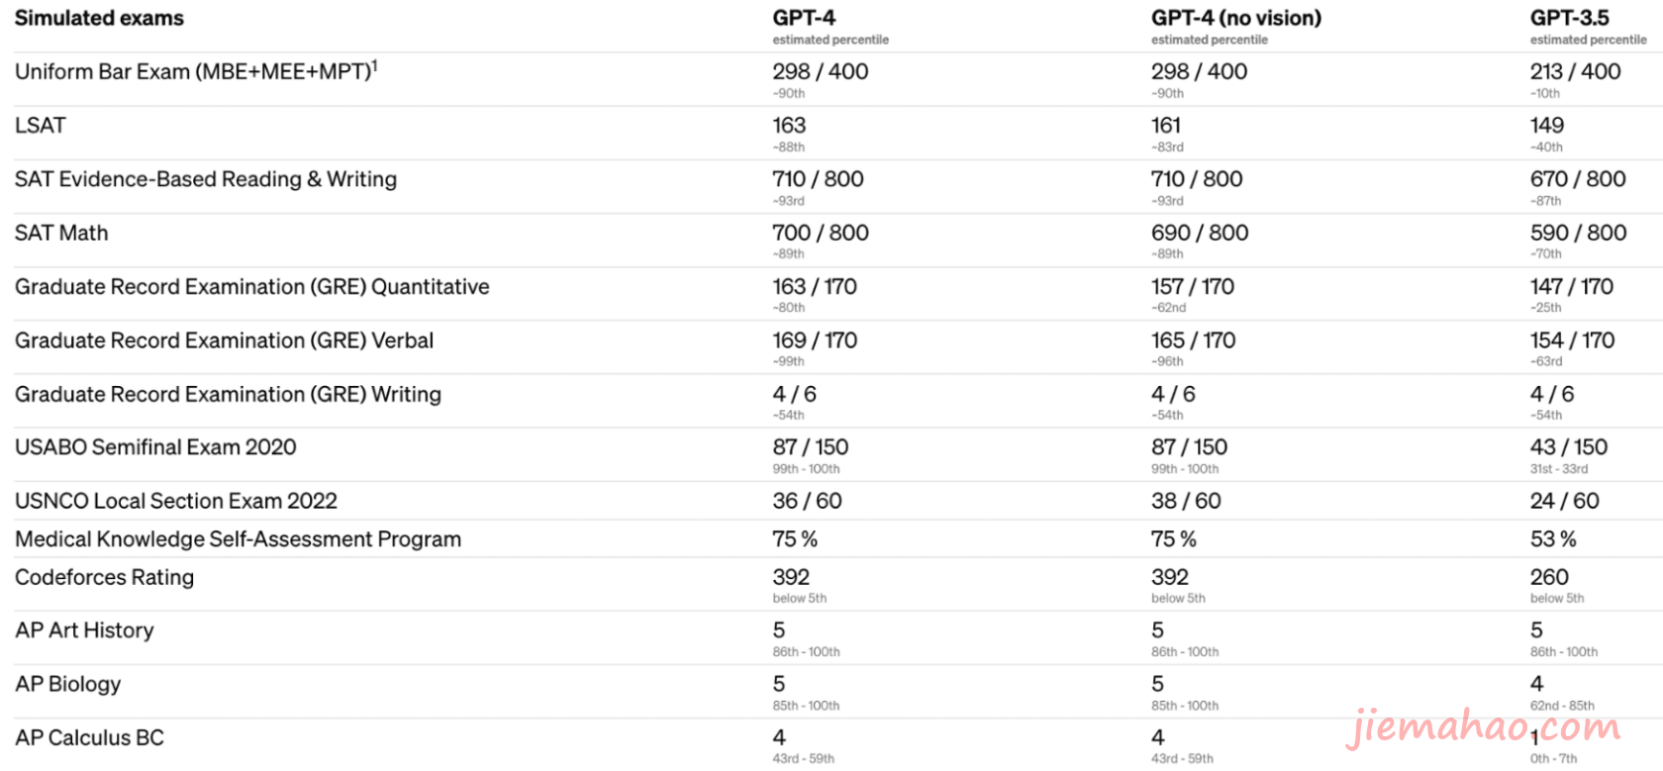 Simulated exams GPT-4 GPT-4 (no vision) GPT-3.5
estimated percentile estimated percentile estimated percentile
Uniform Bar Exam (MBE+MEE+MPT)¹ 298 / 400 298 / 400 213 / 400
~90th ~90th ~10th
LSAT 163 161 149
~88th ~83rd ~40th
SAT Evidence-Based Reading & Writing 710 / 800 710 / 800 670 / 800
~93rd ~93rd ~87th
SAT Math 700 / 800 690 / 800 590 / 800
~89th ~89th ~70th
Graduate Record Examination (GRE) Quantitative 163 / 170 157 / 170 147 / 170
~80th ~62nd ~25th
Graduate Record Examination (GRE) Verbal 169 / 170 165 / 170 154 / 170
~99th ~96th ~63rd
Graduate Record Examination (GRE) Writing 4 / 6 4 / 6 4 / 6
~54th ~54th ~54th
USABO Semifinal Exam 2020 87 / 150 87 / 150 43 / 150
99th - 100th 99th - 100th 31st - 33rd
USNCO Local Section Exam 2022 36 / 60 38 / 60 24 / 60
Medical Knowledge Self-Assessment Program 75 % 75 % 53 %
Codeforces Rating 392 392 260
below 5th below 5th below 5th
AP Art History 5 5 5
86th - 100th 86th - 100th 86th - 100th
AP Biology 5 5 4
85th - 100th 85th - 100th 62nd - 85th
jiemahao.com
AP Calculus BC 4 4 1
43rd - 59th 43rd - 59th 0th - 7th